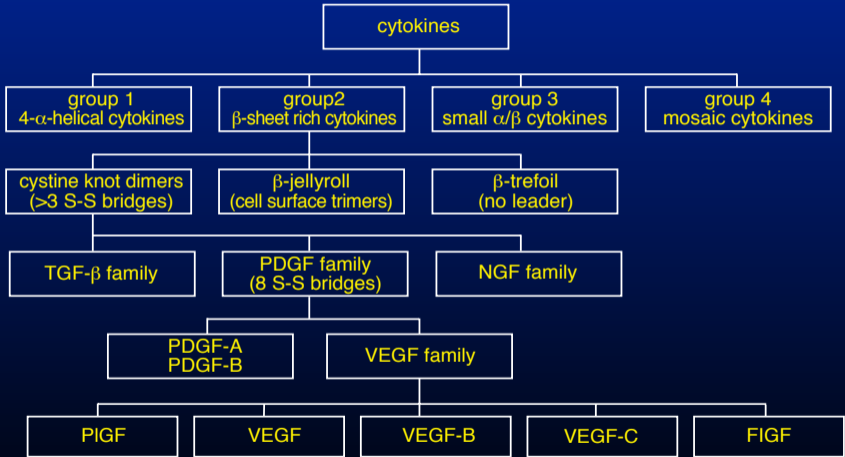 cytokines
group 1
4-α-helical cytokines
group2
β-sheet rich cytokines
group 3
small α/β cytokines
group 4
mosaic cytokines
cystine knot dimers
(>3 S-S bridges)
β-jellyroll
(cell surface trimers)
β-trefoil
(no leader)
TGF-β family
PDGF family
(8 S-S bridges)
NGF family
PDGF-A
PDGF-B
VEGF family
PlGF
VEGF
VEGF-B
VEGF-C
FIGF